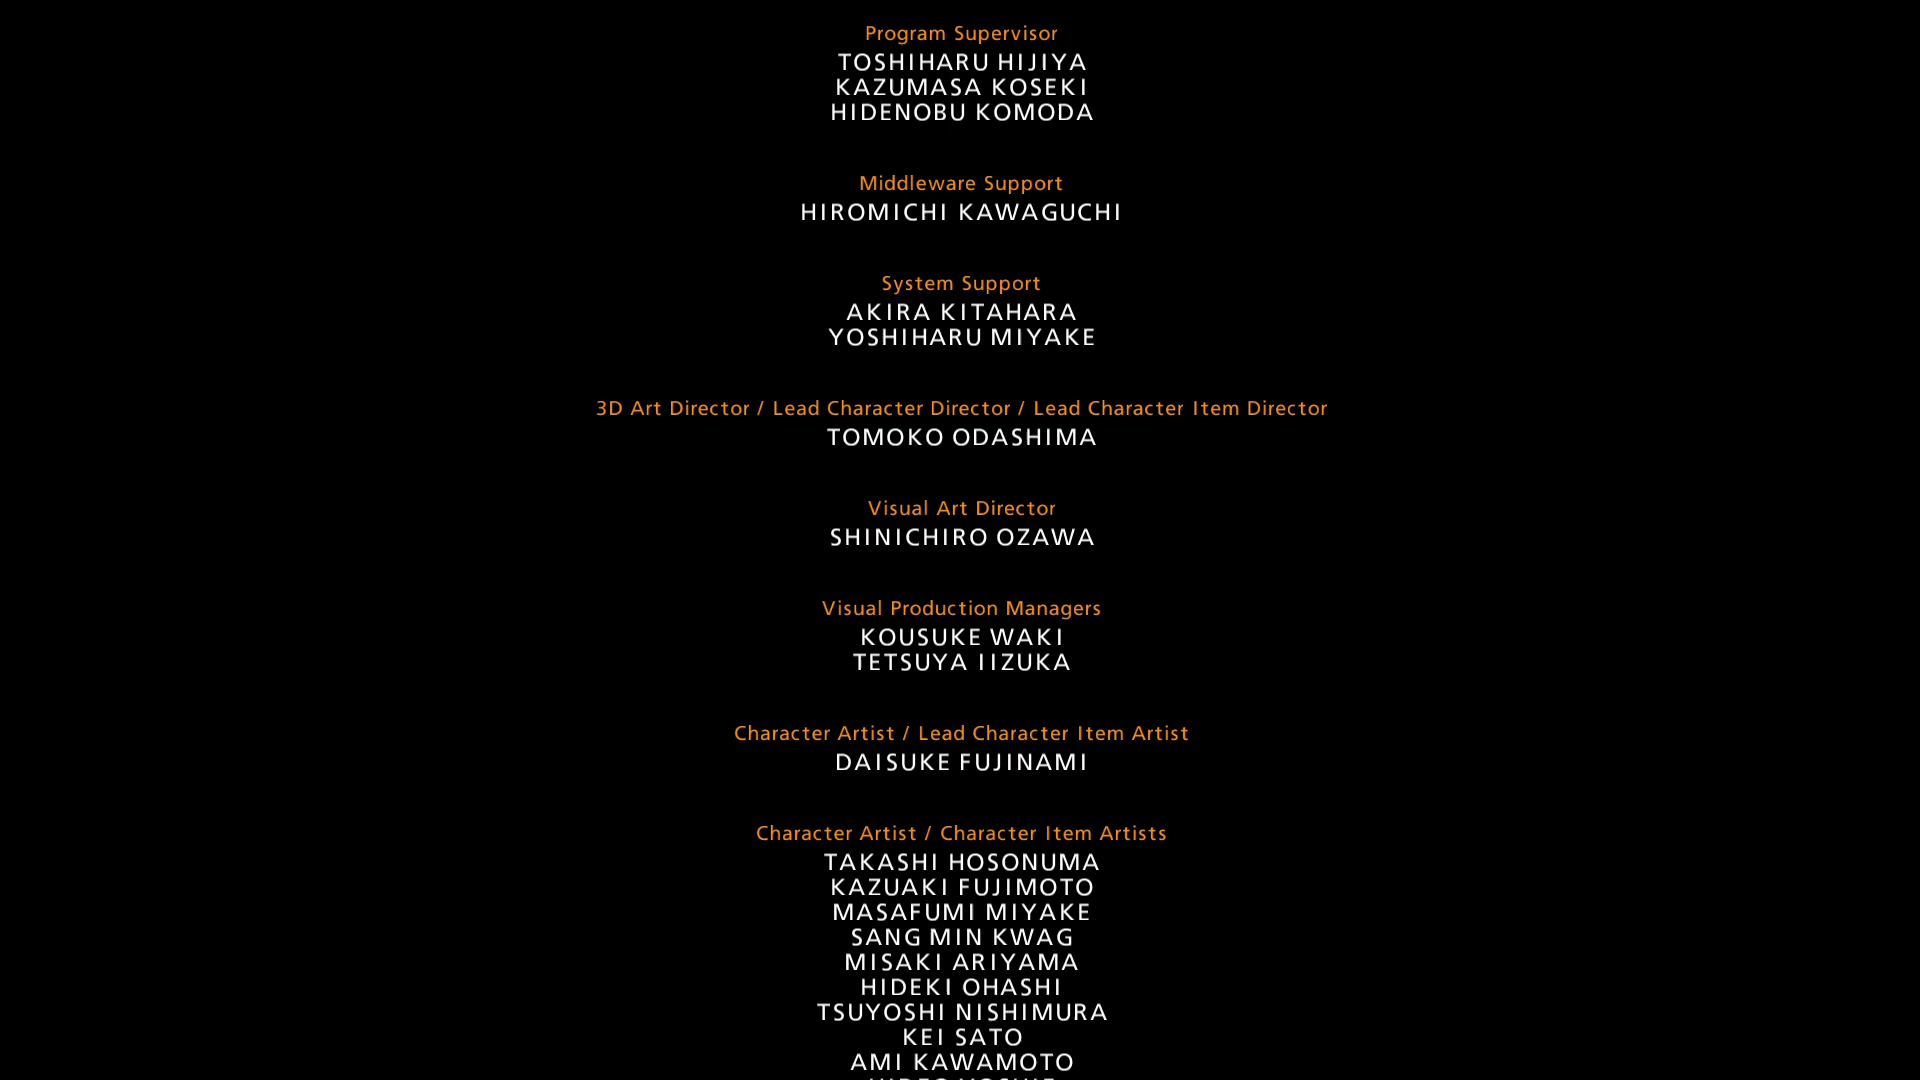 Program Supervisor
TOSHIHARU HIJIYA
KAZUMASA KOSEKI
HIDENOBU KOMODA
Middleware Support
HIROMICHI KAWAGUCHI
System Support
AKIRA KITAHARA
YOSHIHARU MIYAKE
3D Art Director / Lead Character Director / Lead Character Item Director
TOMOKO ODASHIMA
Visual Art Director
SHINICHIRO OZAWA
Visual Production Managers
KOUSUKE WAKI
TETSUYA IIZUKA
Character Artist / Lead Character Item Artist
DAISUKE FUJINAMI
Character Artist / Character Item Artists
TAKASHI HOSONUMA
KAZUAKI FUJIMOTO
MASAFUMI MIYAKE
SANG MIN KWAG
MISAKI ARIYAMA
HIDEKI OHASHI
TSUYOSHI NISHIMURA
KEI SATO
AMI KAWAMOTO